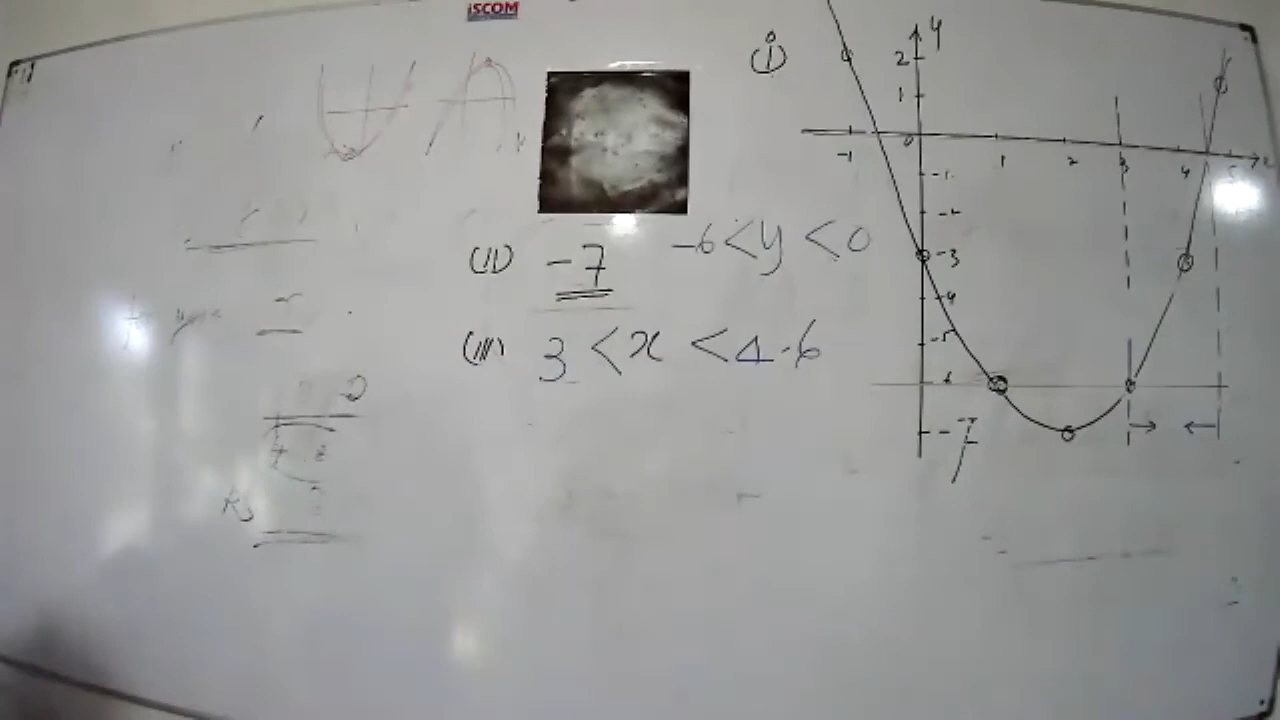 iSCOM
(i)
y
2
1
0
-1 1 2 3 4 5 x
-1
-2
-3
-4
-5
-6
-7
(ii) -7 -6<y<0
(iii) 3<x<4.6